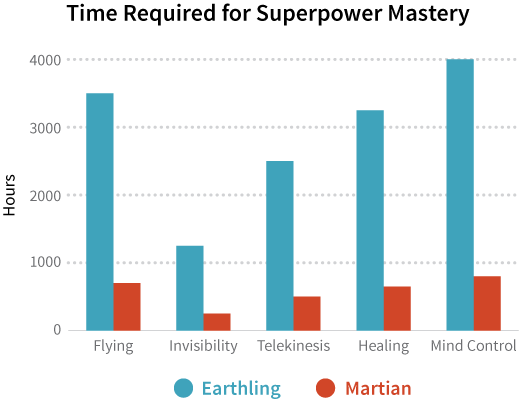 Time Required for Superpower Mastery
4000
3000
2000
1000
0
Hours
Flying Invisibility Telekinesis Healing Mind Control
Earthling Martian